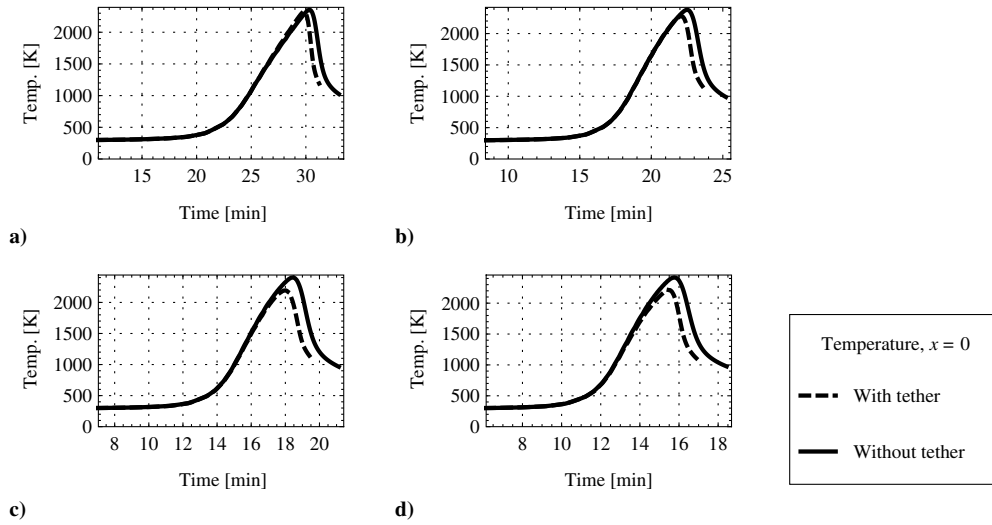 2000
1500
1000
500
0
Temp. [K]
15 20 25 30
Time [min]
a)
2000
1500
1000
500
0
Temp. [K]
10 15 20 25
Time [min]
b)
2000
1500
1000
500
0
Temp. [K]
8 10 12 14 16 18 20
Time [min]
c)
2000
1500
1000
500
0
Temp. [K]
8 10 12 14 16 18
Time [min]
d)
Temperature, x = 0
With tether
Without tether